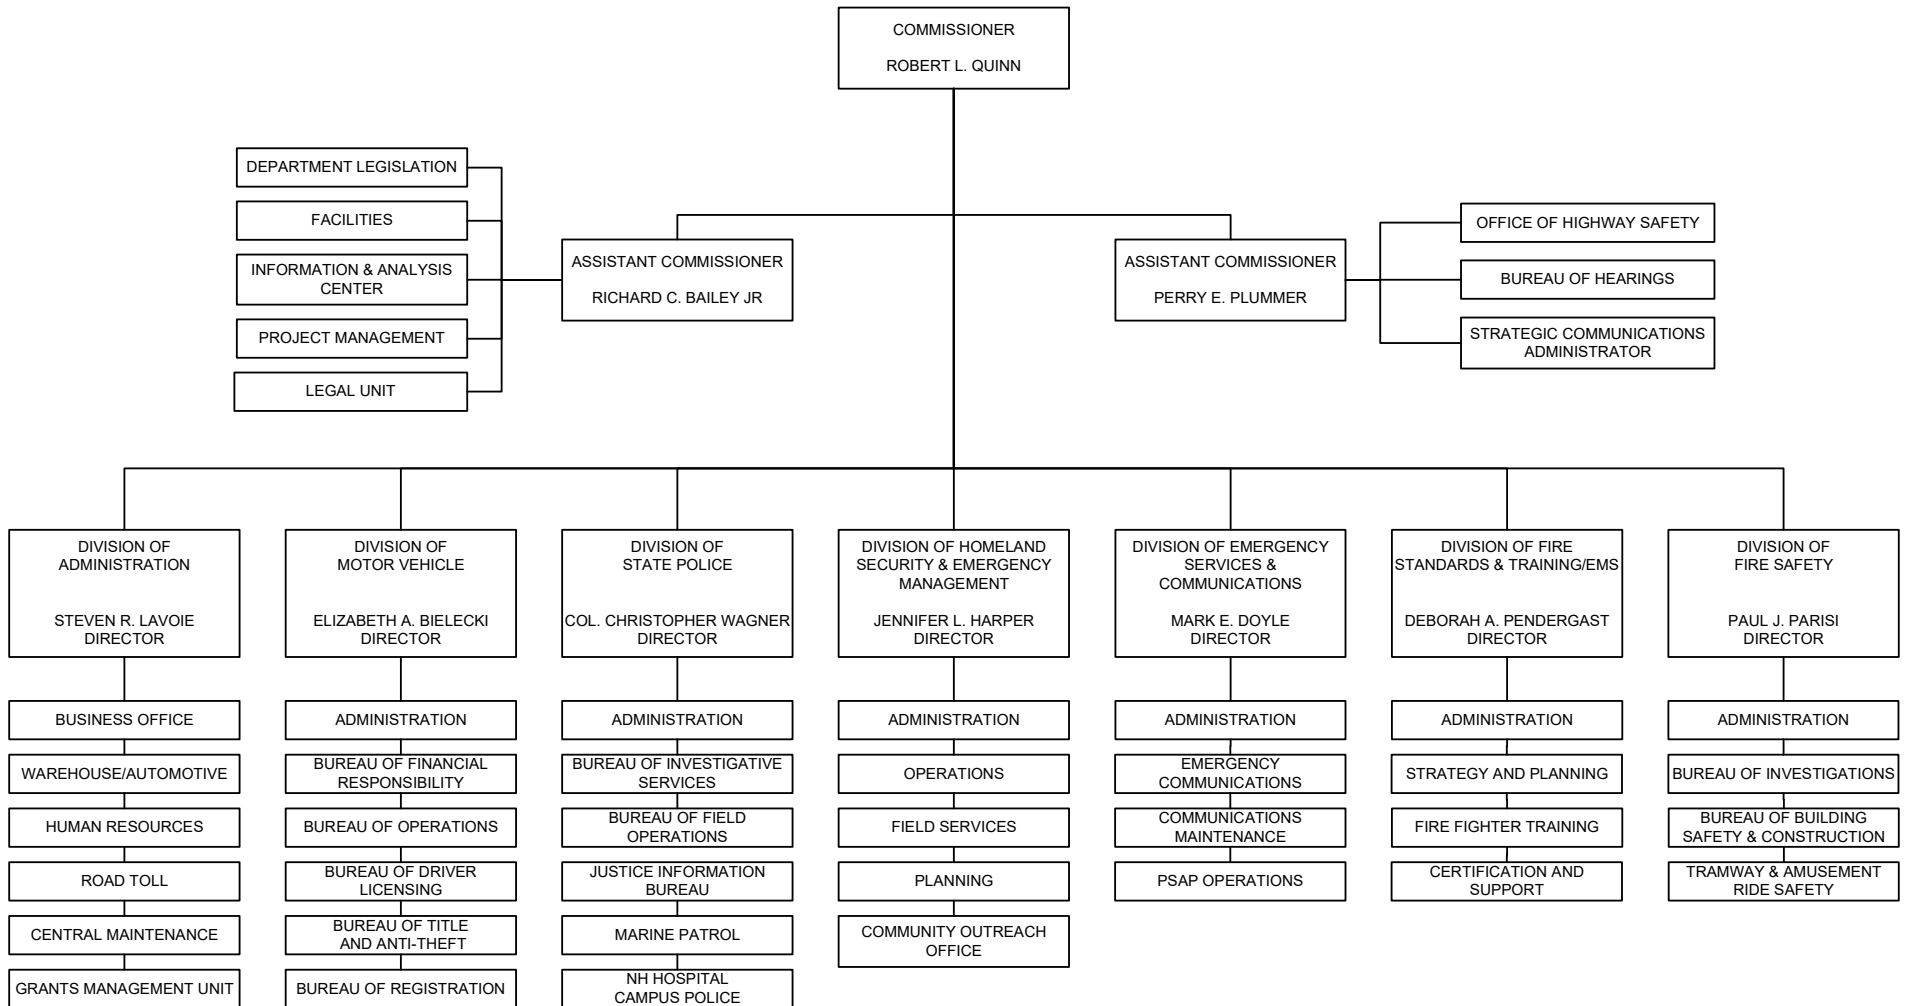 COMMISSIONER
ROBERT L. QUINN
DEPARTMENT LEGISLATION
FACILITIES
INFORMATION & ANALYSIS
CENTER
PROJECT MANAGEMENT
LEGAL UNIT
ASSISTANT COMMISSIONER
RICHARD C. BAILEY JR
ASSISTANT COMMISSIONER
PERRY E. PLUMMER
OFFICE OF HIGHWAY SAFETY
BUREAU OF HEARINGS
STRATEGIC COMMUNICATIONS
ADMINISTRATOR
DIVISION OF
ADMINISTRATION
STEVEN R. LAVOIE
DIRECTOR
BUSINESS OFFICE
WAREHOUSE/AUTOMOTIVE
HUMAN RESOURCES
ROAD TOLL
CENTRAL MAINTENANCE
GRANTS MANAGEMENT UNIT
DIVISION OF
MOTOR VEHICLE
ELIZABETH A. BIELECKI
DIRECTOR
ADMINISTRATION
BUREAU OF FINANCIAL
RESPONSIBILITY
BUREAU OF OPERATIONS
BUREAU OF DRIVER
LICENSING
BUREAU OF TITLE
AND ANTI-THEFT
BUREAU OF REGISTRATION
DIVISION OF
STATE POLICE
COL. CHRISTOPHER WAGNER
DIRECTOR
ADMINISTRATION
BUREAU OF INVESTIGATIVE
SERVICES
BUREAU OF FIELD
OPERATIONS
JUSTICE INFORMATION
BUREAU
MARINE PATROL
NH HOSPITAL
CAMPUS POLICE
DIVISION OF HOMELAND
SECURITY & EMERGENCY
MANAGEMENT
JENNIFER L. HARPER
DIRECTOR
ADMINISTRATION
OPERATIONS
FIELD SERVICES
PLANNING
COMMUNITY OUTREACH
OFFICE
DIVISION OF EMERGENCY
SERVICES &
COMMUNICATIONS
MARK E. DOYLE
DIRECTOR
ADMINISTRATION
EMERGENCY
COMMUNICATIONS
COMMUNICATIONS
MAINTENANCE
PSAP OPERATIONS
DIVISION OF FIRE
STANDARDS & TRAINING/EMS
DEBORAH A. PENDERGAST
DIRECTOR
ADMINISTRATION
STRATEGY AND PLANNING
FIRE FIGHTER TRAINING
CERTIFICATION AND
SUPPORT
DIVISION OF
FIRE SAFETY
PAUL J. PARISI
DIRECTOR
ADMINISTRATION
BUREAU OF INVESTIGATIONS
BUREAU OF BUILDING
SAFETY & CONSTRUCTION
TRAMWAY & AMUSEMENT
RIDE SAFETY